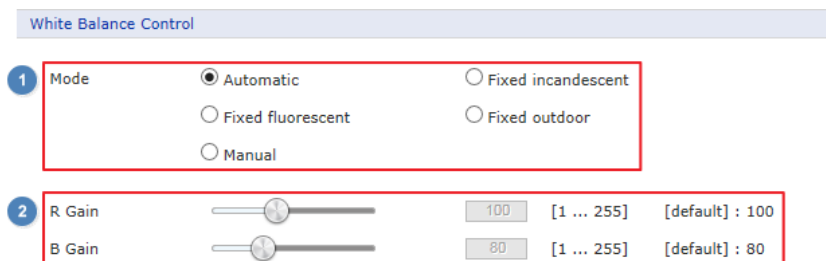 White Balance Control
1 Mode Automatic Fixed incandescent
Fixed fluorescent Fixed outdoor
Manual
2 R Gain 100 [1 ... 255] [default] : 100
B Gain 80 [1 ... 255] [default] : 80